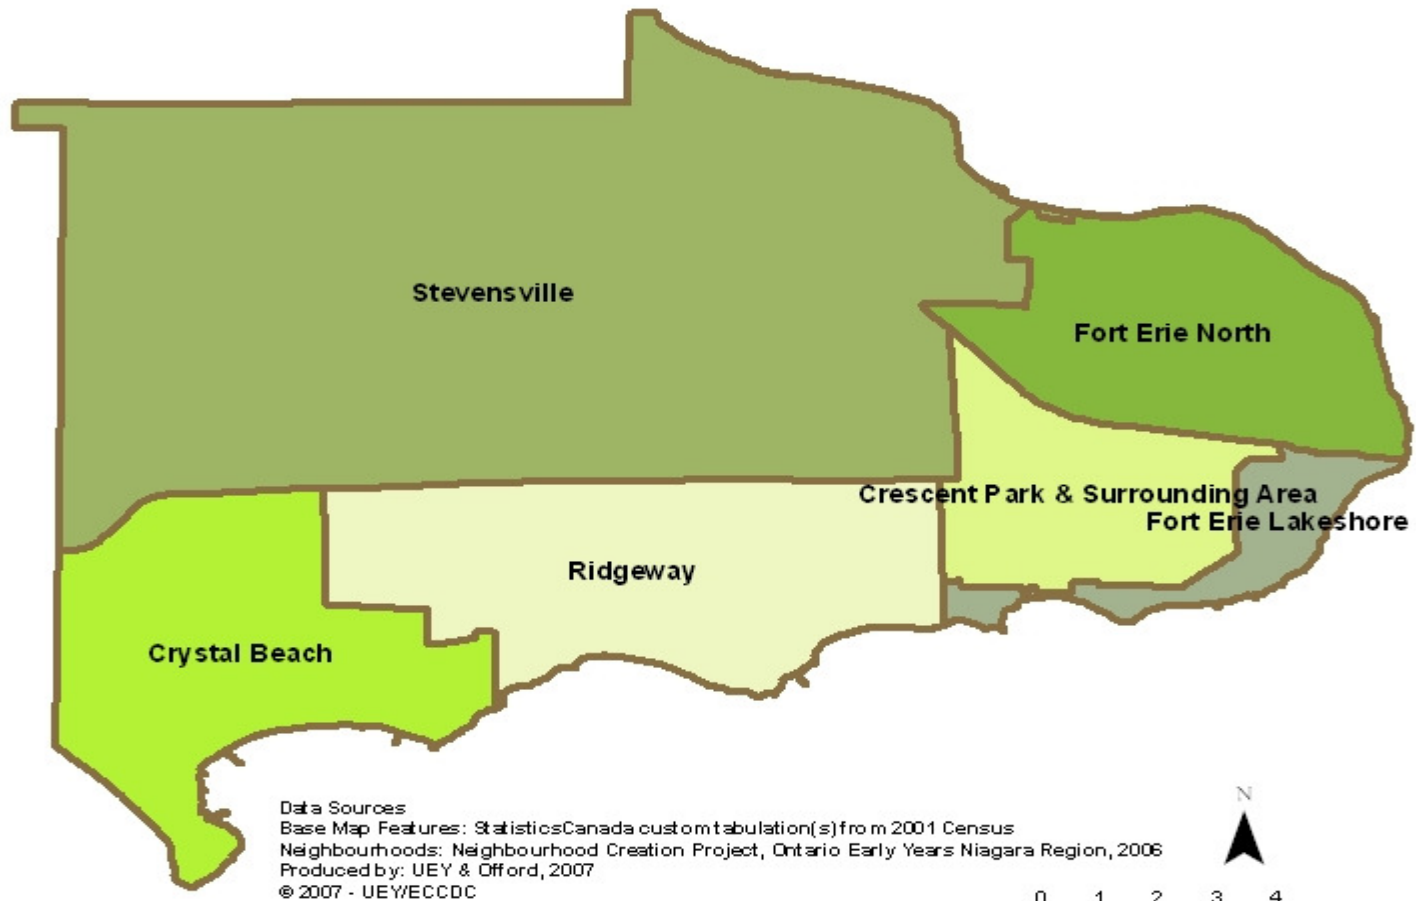 Stevensville
Fort Erie North
Crescent Park & Surrounding Area
Fort Erie Lakeshore
Ridgeway
Crystal Beach
Data Sources
Base Map Features: Statistics Canada custom tabulation(s) from 2001 Census
Neighbourhoods: Neighbourhood Creation Project, Ontario Early Years Niagara Region, 2006
Produced by: UEY & Offord, 2007
© 2007 - UEY/ECCDC
N
0 1 2 3 4